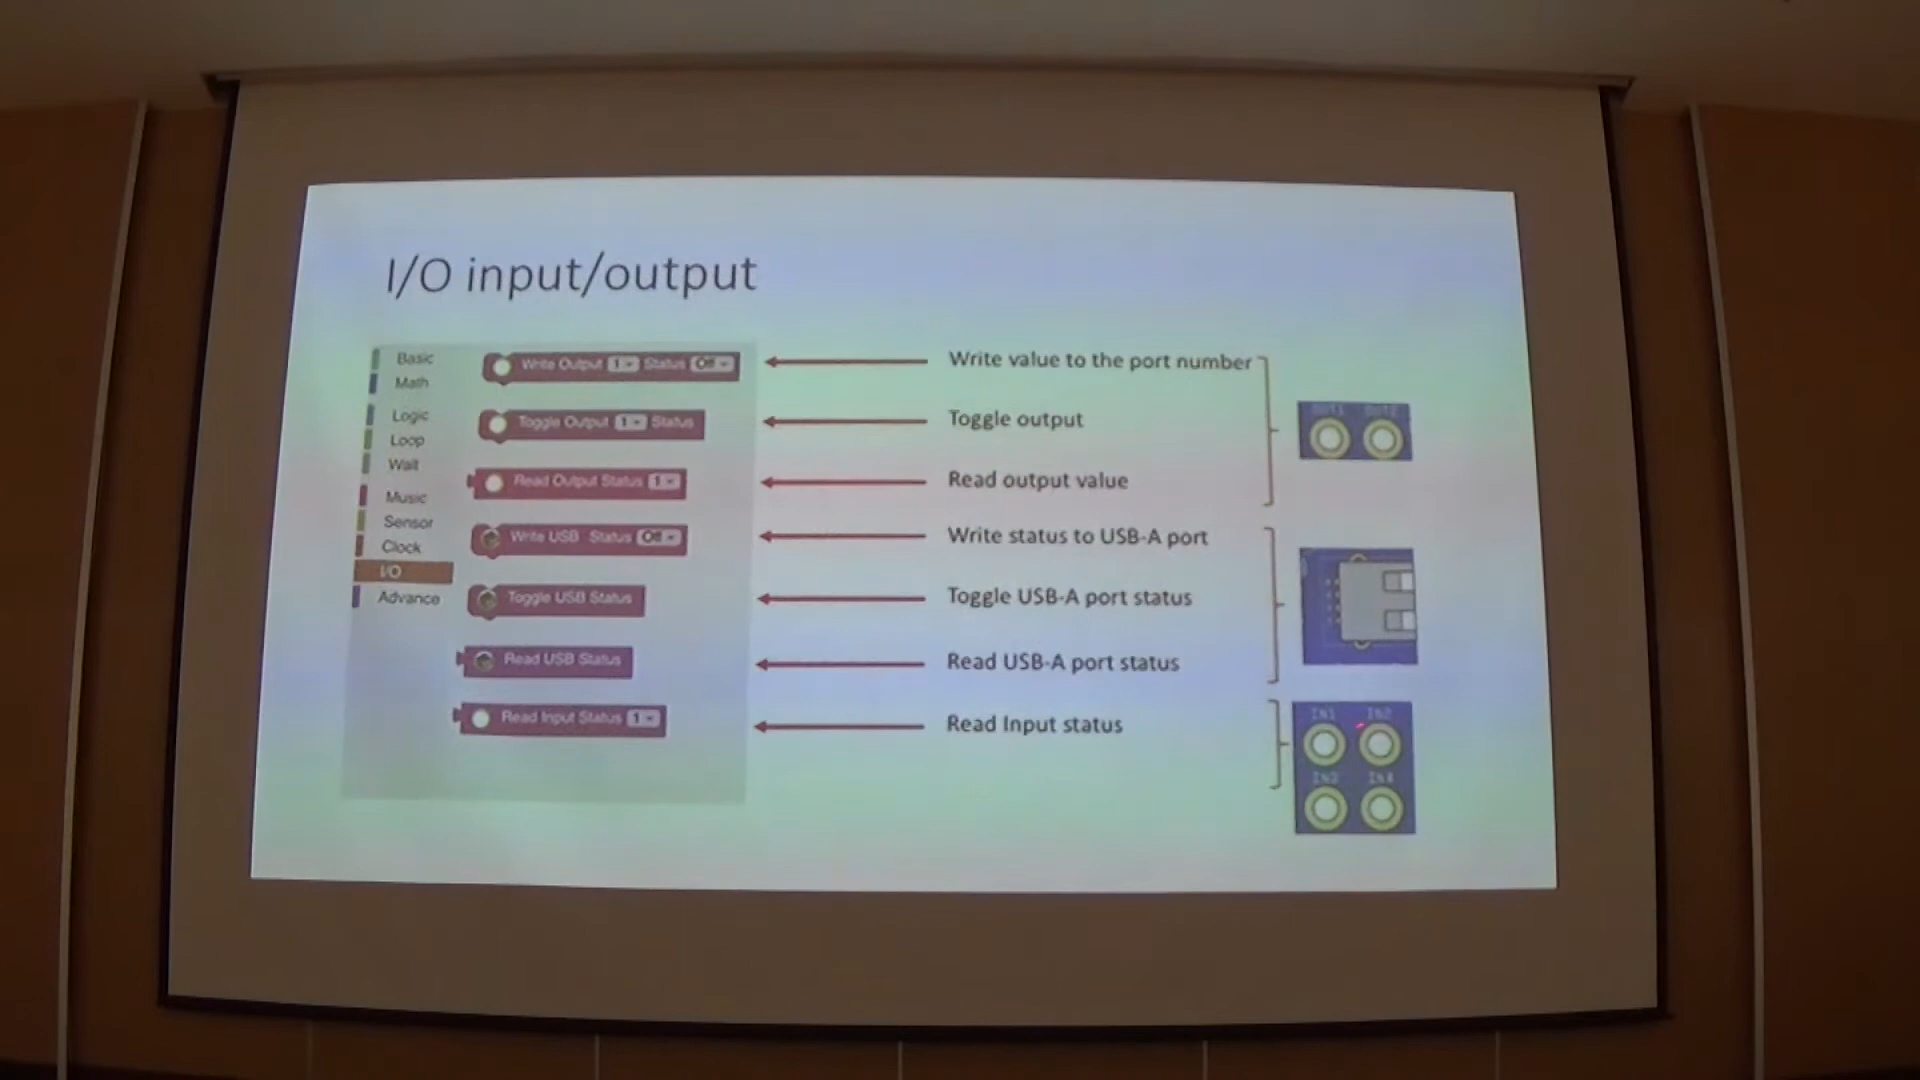 I/O input/output
Basic
Math
Logic
Loop
Wait
Music
Sensor
Clock
I/O
Advance
Write Output 1 Status Off
Toggle Output 1 Status
Read Output Status 1
Write USB Status Off
Toggle USB Status
Read USB Status
Read Input Status 1
Write value to the port number
Toggle output
Read output value
Write status to USB-A port
Toggle USB-A port status
Read USB-A port status
Read Input status
OUT1 OUT2
IN1 IN2
IN3 IN4